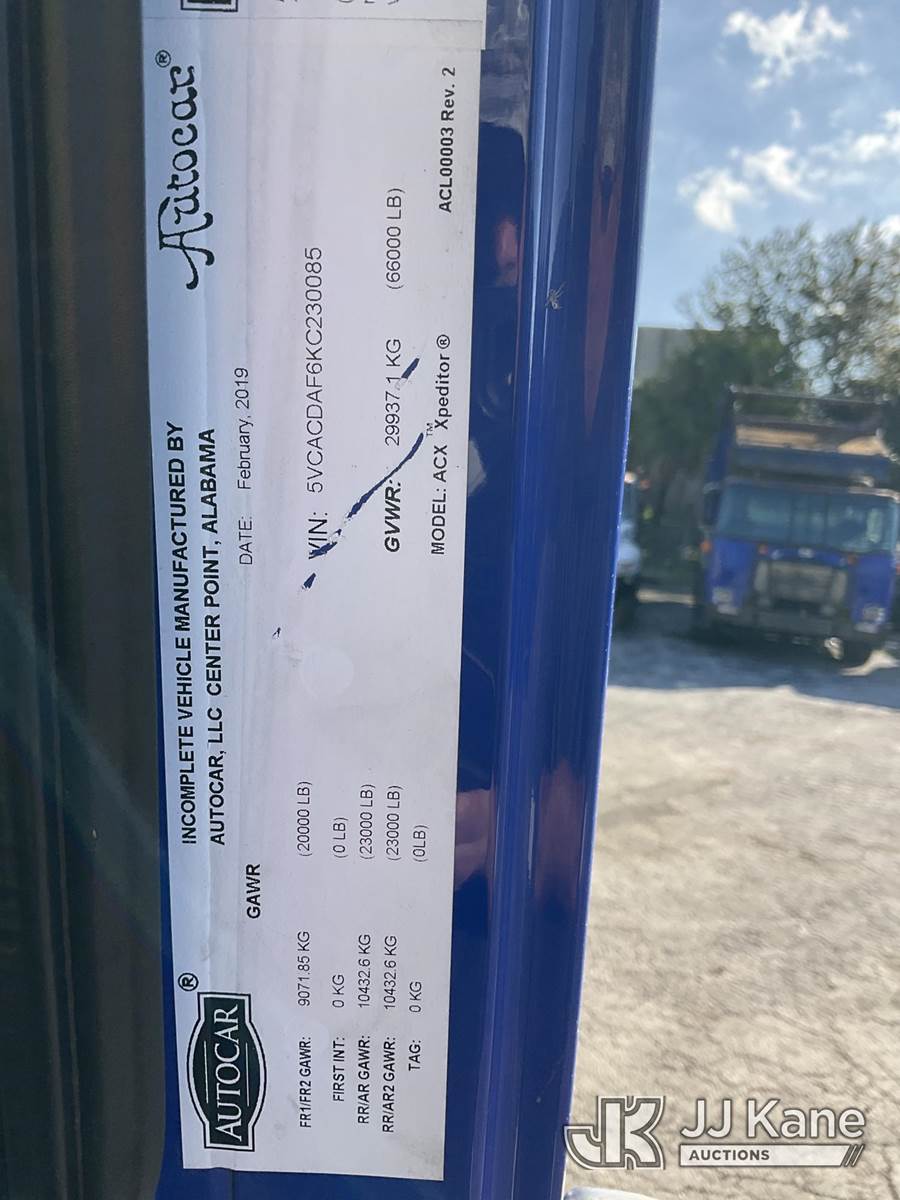 AUTOCAR ®
INCOMPLETE VEHICLE MANUFACTURED BY
AUTOCAR, LLC CENTER POINT, ALABAMA
Autocar®
GAWR
DATE: February, 2019
FR1/FR2 GAWR: 9071.85 KG (20000 LB)
VIN: 5VCACDAF6KC230085
FIRST INT: 0 KG (0 LB)
RR/AR GAWR: 10432.6 KG (23000 LB)
RR/AR2 GAWR: 10432.6 KG (23000 LB)
GVWR: 29937.1 KG (66000 LB)
TAG: 0 KG (0LB)
MODEL: ACX™ Xpeditor®
ACL00003 Rev. 2
JK JJ Kane
AUCTIONS